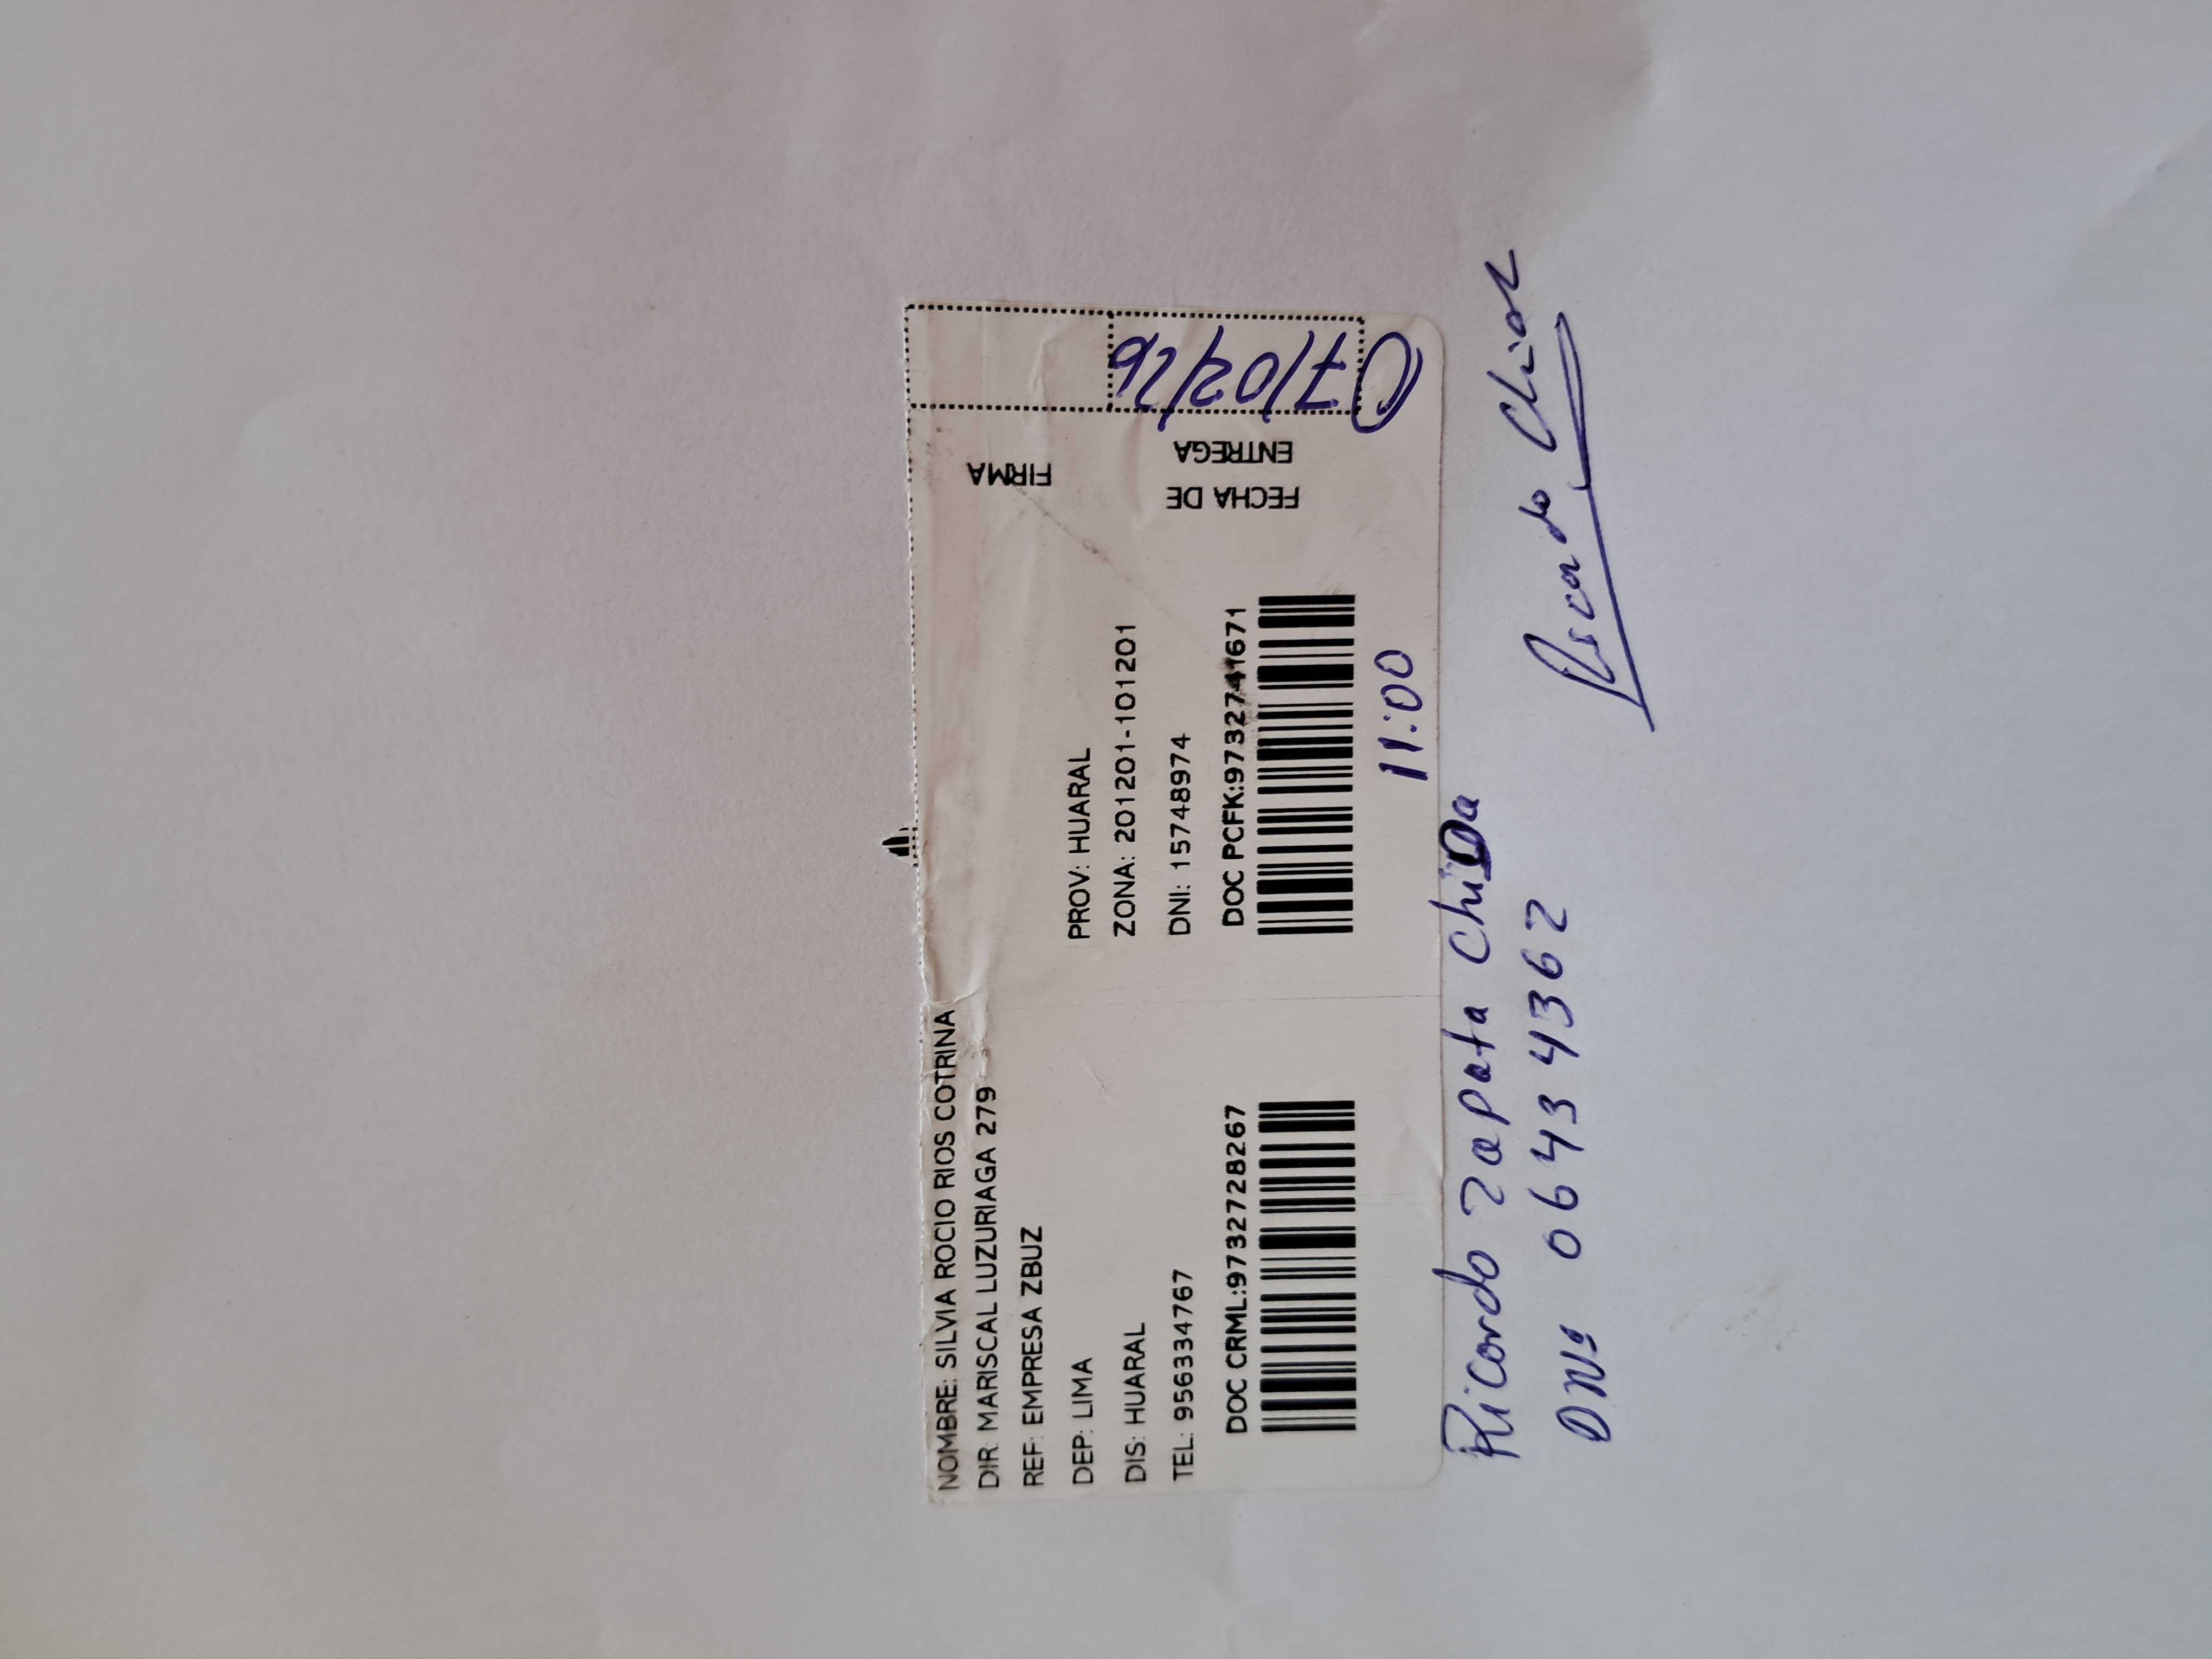 NOMBRE: SILVIA ROCIO RIOS COTRINA
DIR: MARISCAL LUZURIAGA 279
REF: EMPRESA ZBUZ
DEP: LIMA
PROV: HUARAL
DIS: HUARAL
ZONA: 201201-101201
TEL: 956334767
DNI: 15748974
DOC CRML:9732728267
DOC PCFK:9732741671
FIRMA
FECHA DE
ENTREGA
07/02/26
11:00
Ricardo Zapata
DNI 06434362
Ricardo